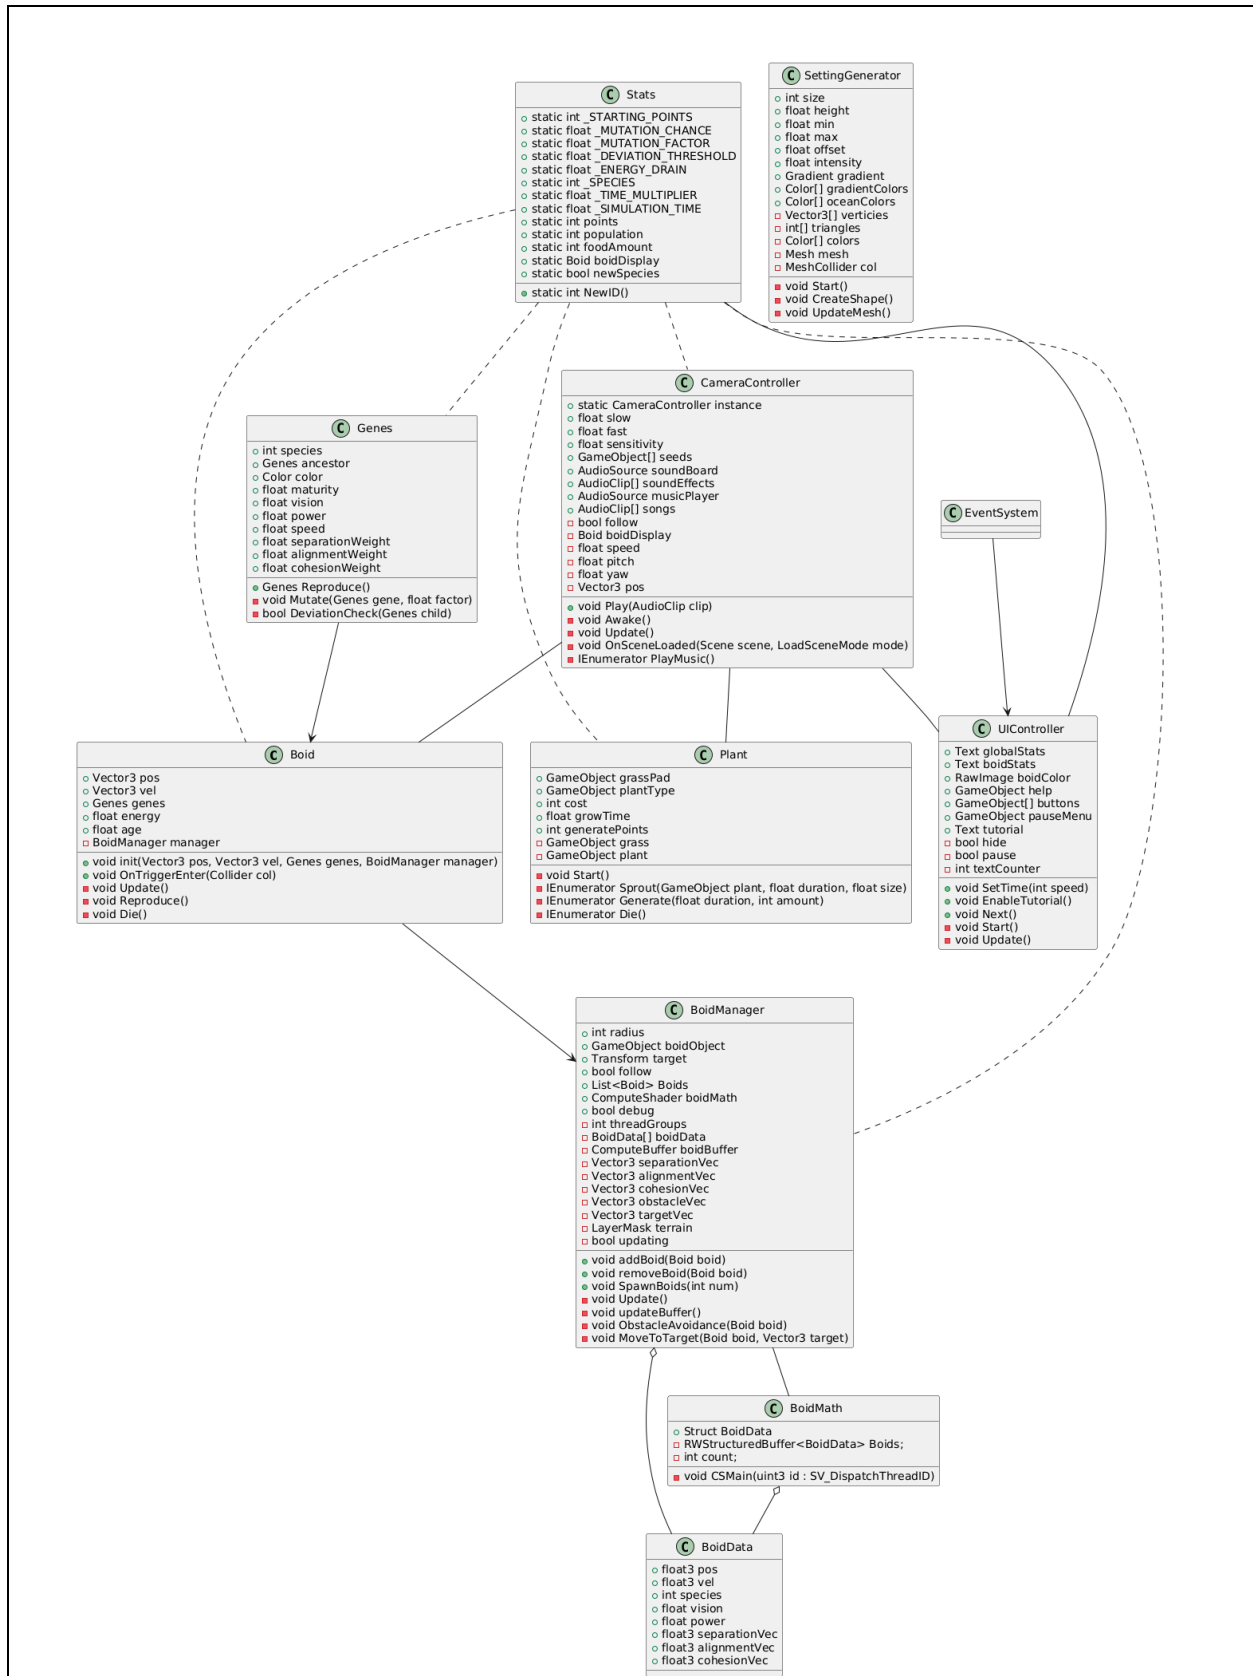 C Stats
static int _STARTING_POINTS
static float _MUTATION_CHANCE
static float _MUTATION_FACTOR
static float _DEVIATION_THRESHOLD
static float _ENERGY_DRAIN
static int _SPECIES
static float _TIME_MULTIPLIER
static float _SIMULATION_TIME
static int points
static int population
static int foodAmount
static Boid boidDisplay
static bool newSpecies
static int NewID()
C SettingGenerator
int size
float height
float min
float max
float offset
float intensity
Gradient gradient
Color[] gradientColors
Color[] oceanColors
Vector3[] verticies
int[] triangles
Color[] colors
Mesh mesh
MeshCollider col
void Start()
void CreateShape()
void UpdateMesh()
C CameraController
static CameraController instance
float slow
float fast
float sensitivity
GameObject[] seeds
AudioSource soundBoard
AudioClip[] soundEffects
AudioSource musicPlayer
AudioClip[] songs
bool follow
Boid boidDisplay
float speed
float pitch
float yaw
Vector3 pos
void Play(AudioClip clip)
void Awake()
void Update()
void OnSceneLoaded(Scene scene, LoadSceneMode mode)
IEnumerator PlayMusic()
C Genes
int species
Genes ancestor
Color color
float maturity
float vision
float power
float speed
float separationWeight
float alignmentWeight
float cohesionWeight
Genes Reproduce()
void Mutate(Genes gene, float factor)
bool DeviationCheck(Genes child)
C EventSystem
C Boid
Vector3 pos
Vector3 vel
Genes genes
float energy
float age
BoidManager manager
void init(Vector3 pos, Vector3 vel, Genes genes, BoidManager manager)
void OnTriggerEnter(Collider col)
void Update()
void Reproduce()
void Die()
C Plant
GameObject grassPad
GameObject plantType
int cost
float growTime
int generatePoints
GameObject grass
GameObject plant
void Start()
IEnumerator Sprout(GameObject plant, float duration, float size)
IEnumerator Generate(float duration, int amount)
IEnumerator Die()
C UIController
Text globalStats
Text boidStats
RawImage boidColor
GameObject help
GameObject[] buttons
GameObject pauseMenu
Text tutorial
bool hide
bool pause
int textCounter
void SetTime(int speed)
void EnableTutorial()
void Next()
void Start()
void Update()
C BoidManager
int radius
GameObject boidObject
Transform target
bool follow
List<Boid> Boids
ComputeShader boidMath
bool debug
int threadGroups
BoidData[] boidData
ComputeBuffer boidBuffer
Vector3 separationVec
Vector3 alignmentVec
Vector3 cohesionVec
Vector3 obstacleVec
Vector3 targetVec
LayerMask terrain
bool updating
void addBoid(Boid boid)
void removeBoid(Boid boid)
void SpawnBoids(int num)
void Update()
void updateBuffer()
void ObstacleAvoidance(Boid boid)
void MoveToTarget(Boid boid, Vector3 target)
C BoidMath
Struct BoidData
RWStructuredBuffer<BoidData> Boids;
int count;
void CSMain(uint3 id : SV_DispatchThreadID)
C BoidData
float3 pos
float3 vel
int species
float vision
float power
float3 separationVec
float3 alignmentVec
float3 cohesionVec